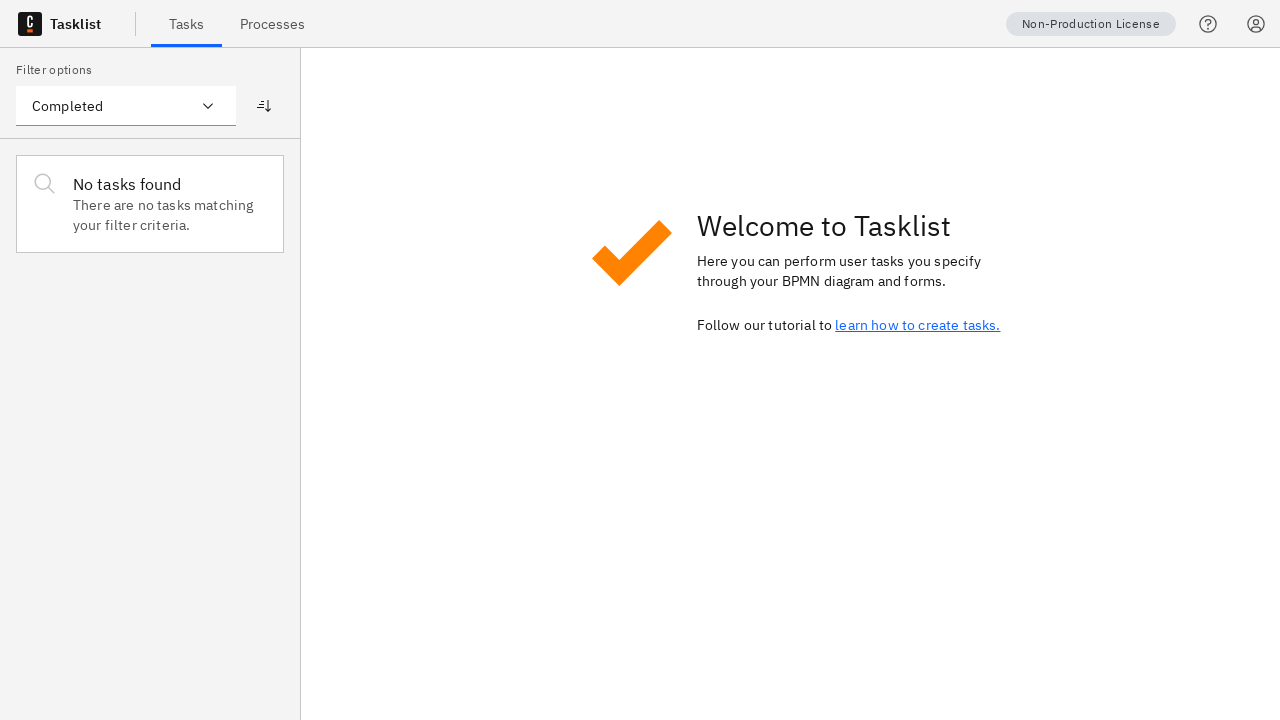 Tasklist
Tasks
Processes
Non-Production License
Filter options
Completed
No tasks found
There are no tasks matching
your filter criteria.
Welcome to Tasklist
Here you can perform user tasks you specify
through your BPMN diagram and forms.
Follow our tutorial to learn how to create tasks.